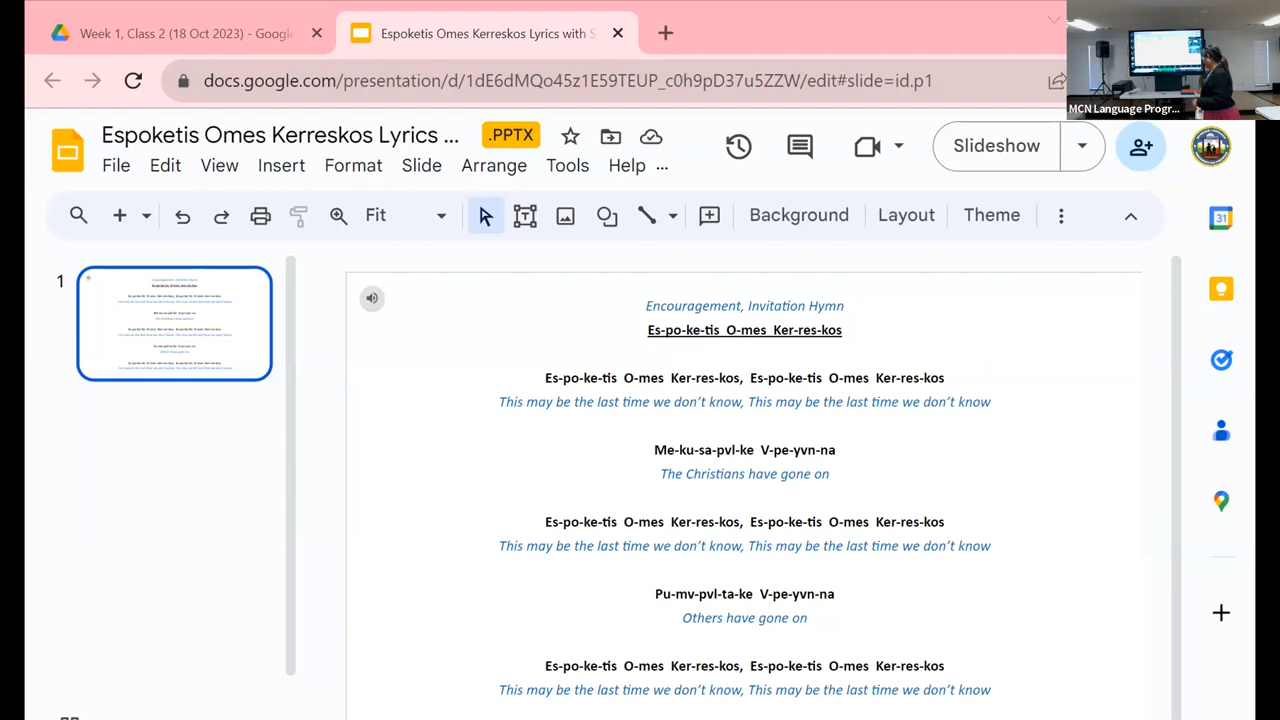 Week 1, Class 2 (18 Oct 2023) - Googl
Espoketis Omes Kerreskos Lyrics with S
docs.google.com/presentation
MQ45z1E59TEUP_c0h9Pt7u5ZZW/edit#slide=id.p
MCN Language Progr...
Espoketis Omes Kerreskos Lyrics ...
.PPTX
File Edit View Insert Format Slide Arrange Tools Help ...
Slideshow
Fit
Background Layout Theme
31
1
Encouragement, Invitation Hymn
Es-po-ke-tis O-mes Ker-res-kos
Es-po-ke-tis O-mes Ker-res-kos, Es-po-ke-tis O-mes Ker-res-kos
This may be the last time we don’t know, This may be the last time we don’t know
Me-ku-sa-pvl-ke V-pe-yvn-na
The Christians have gone on
Es-po-ke-tis O-mes Ker-res-kos, Es-po-ke-tis O-mes Ker-res-kos
This may be the last time we don’t know, This may be the last time we don’t know
Pu-mv-pvl-ta-ke V-pe-yvn-na
Others have gone on
Es-po-ke-tis O-mes Ker-res-kos, Es-po-ke-tis O-mes Ker-res-kos
This may be the last time we don’t know, This may be the last time we don’t know